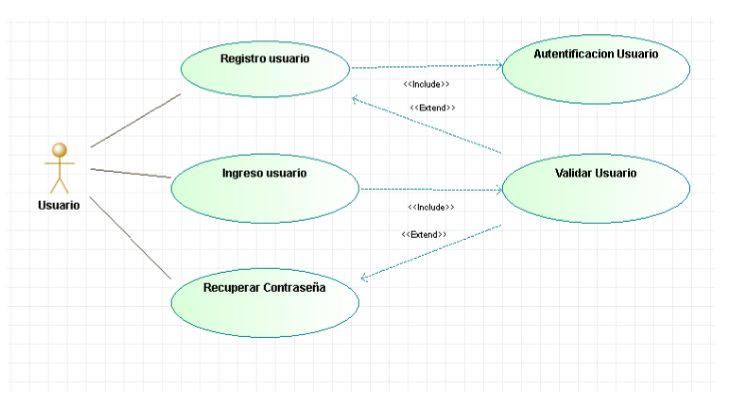 Registro usuario
Autentificacion Usuario
<<Include>>
<<Extend>>
Ingreso usuario
Validar Usuario
Usuario
<<Include>>
<<Extend>>
Recuperar Contraseña